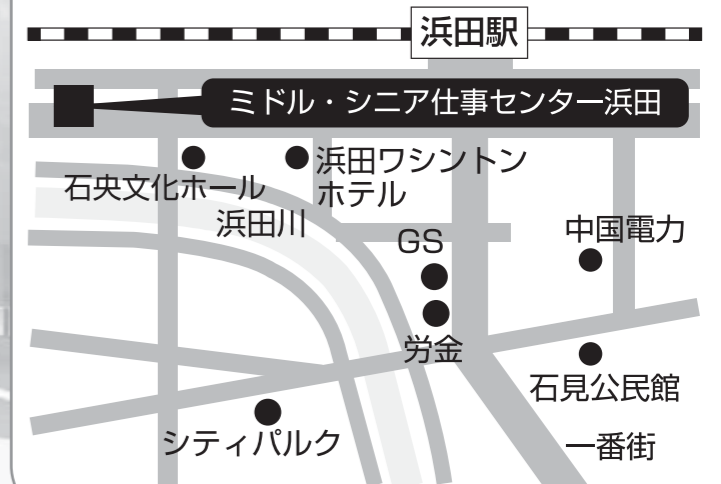 浜田駅
ミドル・シニア仕事センター浜田
石央文化ホール
浜田ワシントン
ホテル
浜田川
GS
中国電力
労金
石見公民館
シティパルク
一番街